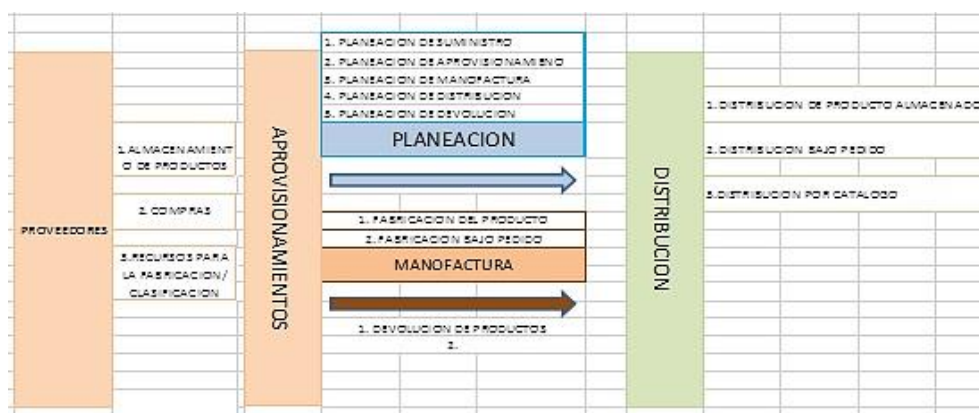 PROVEEDORES
1.ALMACENAMIENT
O DE PRODUCTOS
2. COMPRAS
3.RECURSOS PARA
LA FABRICACION/
CLASIFICACION
APROVISIONAMIENTOS
1. PLANEACION DE SUMINISTRO
2. PLANEACION DE APROVISIONAMIENO
3. PLANEACION DE MANUFACTURA
4. PLANEACION DE DISTRIBUCION
5. PLANEACION DE DEVOLUCION
PLANEACION
1. FABRICACION DEL PRODUCTO
2.FABRICACION BAJO PEDIDO
MANOFACTURA
1. DEVOLUCION DE PRODUCTOS
2.
DISTRIBUCION
1.DISTRIBUCION DE PRODUCTO ALMACENADO
2.DISTRIBUCION BAJO PEDIDO
3.DISTRIBUCION POR CATALOGO